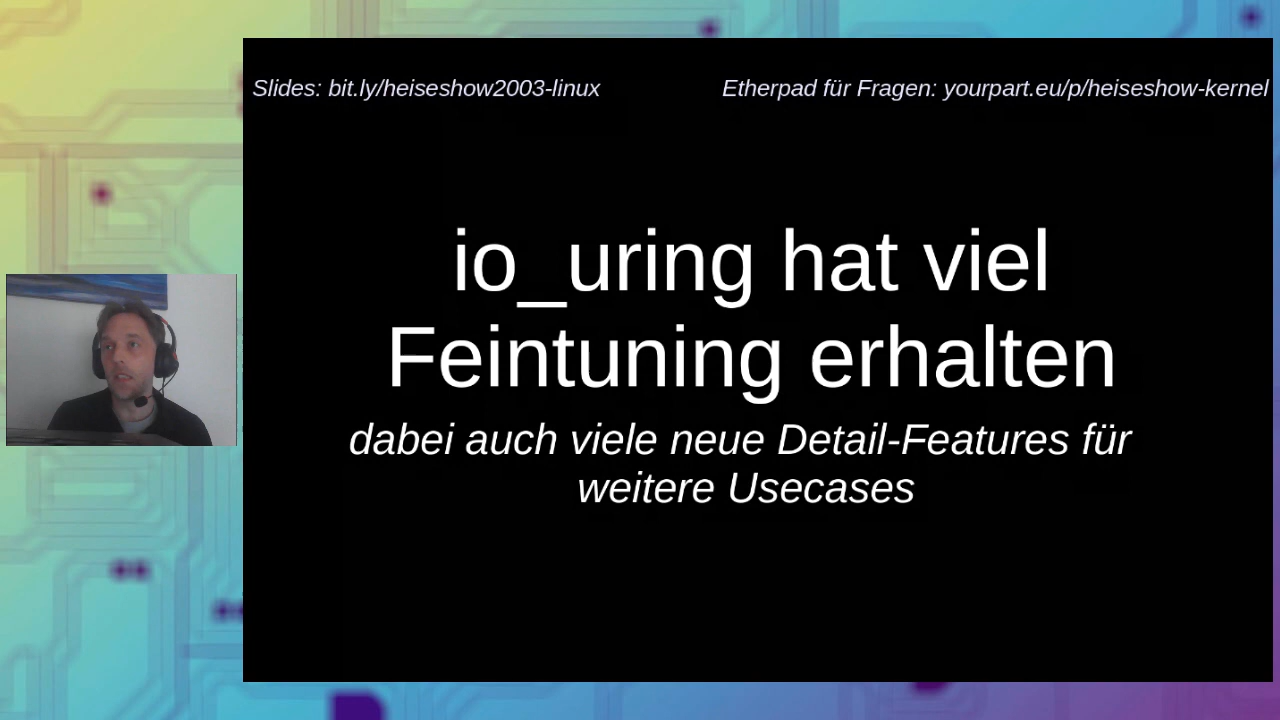 Slides: bit.ly/heiseshow2003-linux
Etherpad für Fragen: yourpart.eu/p/heiseshow-kernel
io_uring hat viel
Feintuning erhalten
dabei auch viele neue Detail-Features für
weitere Usecases